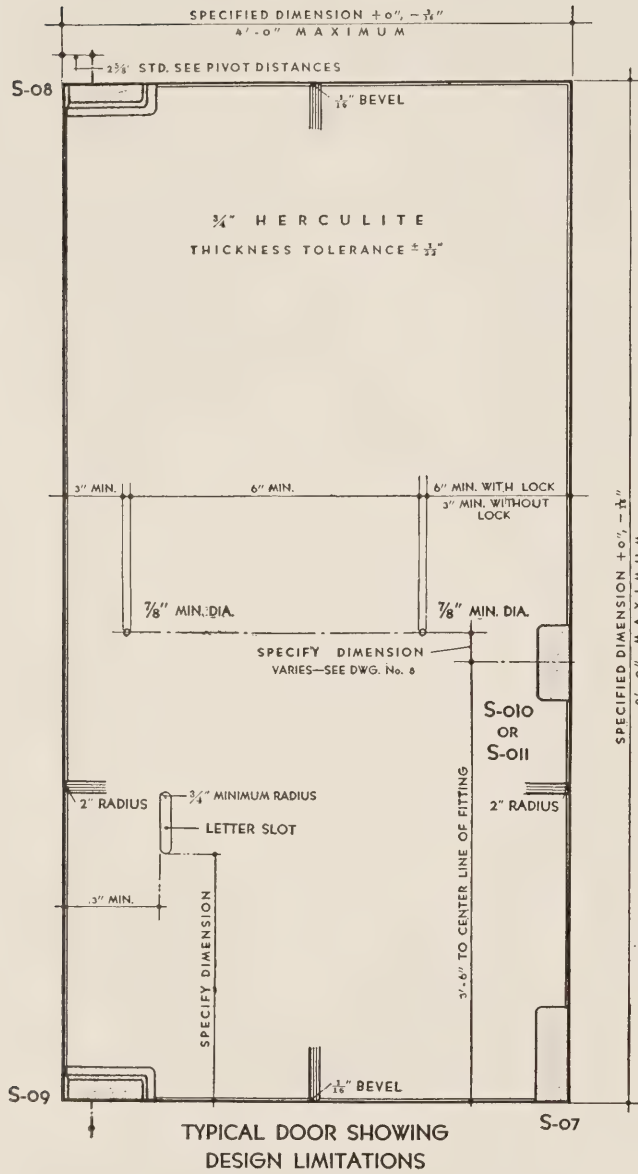 SPECIFIED DIMENSION +0", -3/16"
4'-0" MAXIMUM
2 5/8" STD. SEE PIVOT DISTANCES
S-08
1/16" BEVEL
3/4" HERCULITE
THICKNESS TOLERANCE ± 1/32"
3" MIN.
6" MIN.
6" MIN. WITH LOCK
3" MIN. WITHOUT
LOCK
7/8" MIN. DIA.
7/8" MIN. DIA.
SPECIFY DIMENSION
VARIES—SEE DWG. No. 8
SPECIFIED DIMENSION +0",
S-010
OR
S-011
2" RADIUS
3/4" MINIMUM RADIUS
2" RADIUS
LETTER SLOT
3" MIN.
SPECIFY DIMENSION
3'-6" TO CENTER LINE OF FITTING
1/16" BEVEL
S-09
S-07
TYPICAL DOOR SHOWING
DESIGN LIMITATIONS